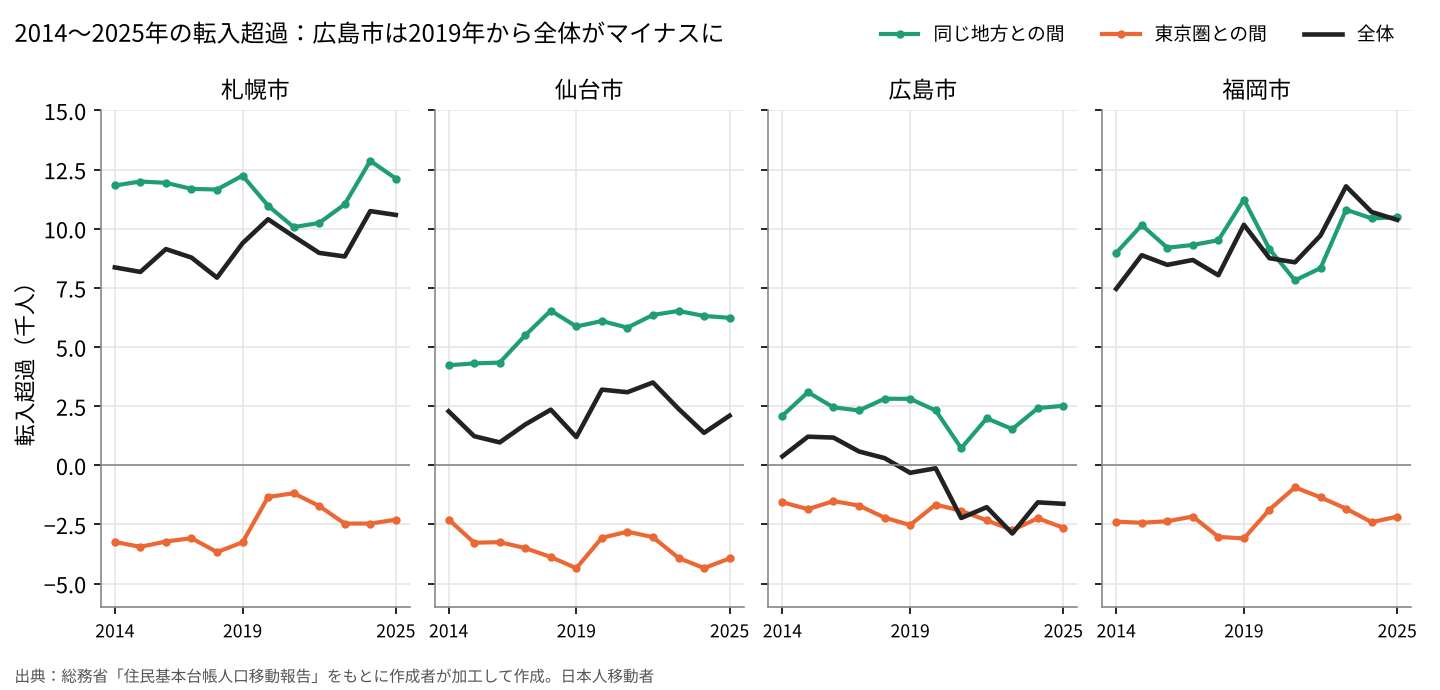 2014～2025年の転入超過：広島市は2019年から全体がマイナスに
同じ地方との間
東京圏との間
全体
札幌市
仙台市
広島市
福岡市
転入超過（千人）
15.0
12.5
10.0
7.5
5.0
2.5
0.0
−2.5
−5.0
2014 2019 2025
2014 2019 2025
2014 2019 2025
2014 2019 2025
出典：総務省「住民基本台帳人口移動報告」をもとに作成者が加工して作成。日本人移動者